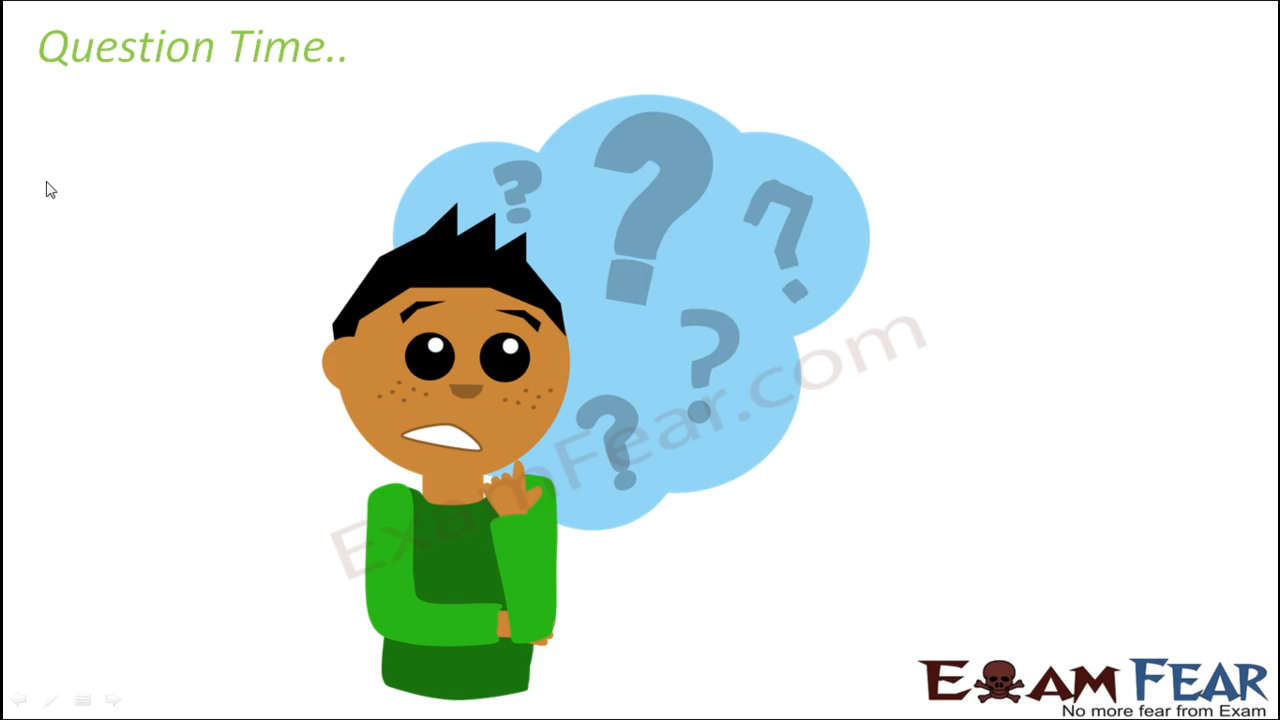 Question Time..
? ? ?
?
?
ExamFear.com
EXAM FEAR
No more fear from Exam